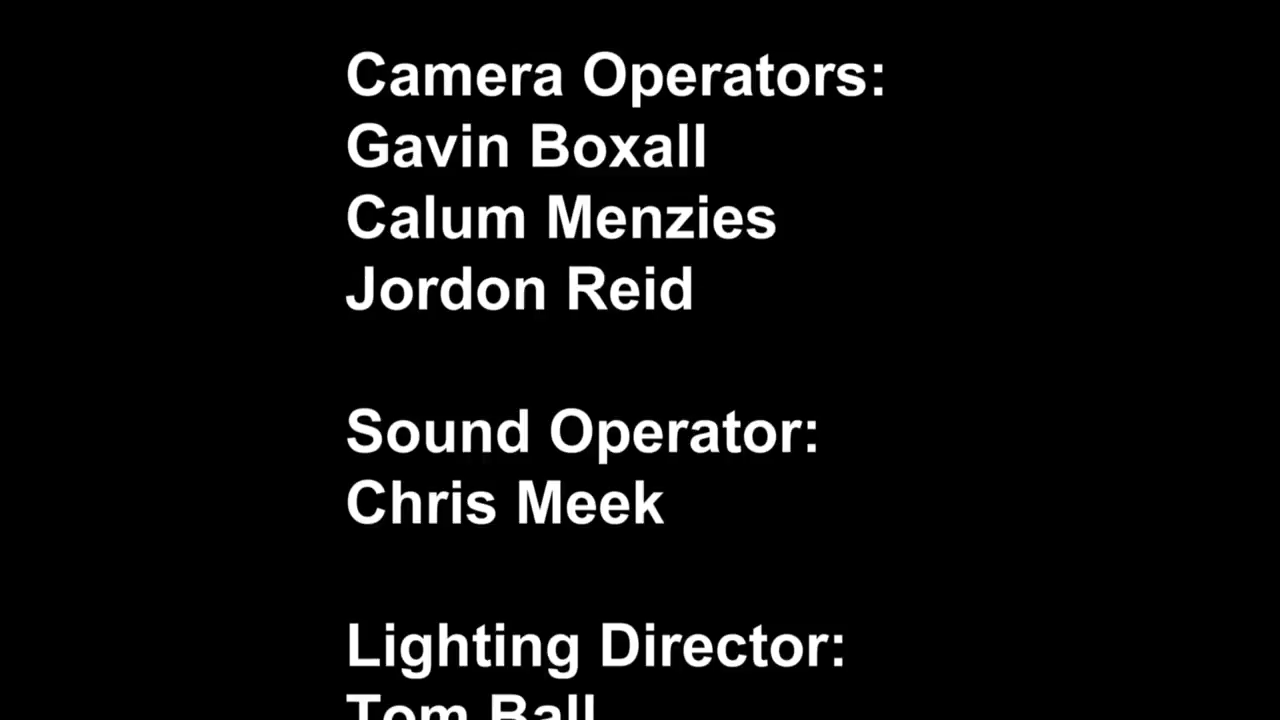 Camera Operators:
Gavin Boxall
Calum Menzies
Jordon Reid
Sound Operator:
Chris Meek
Lighting Director:
Tom Ball